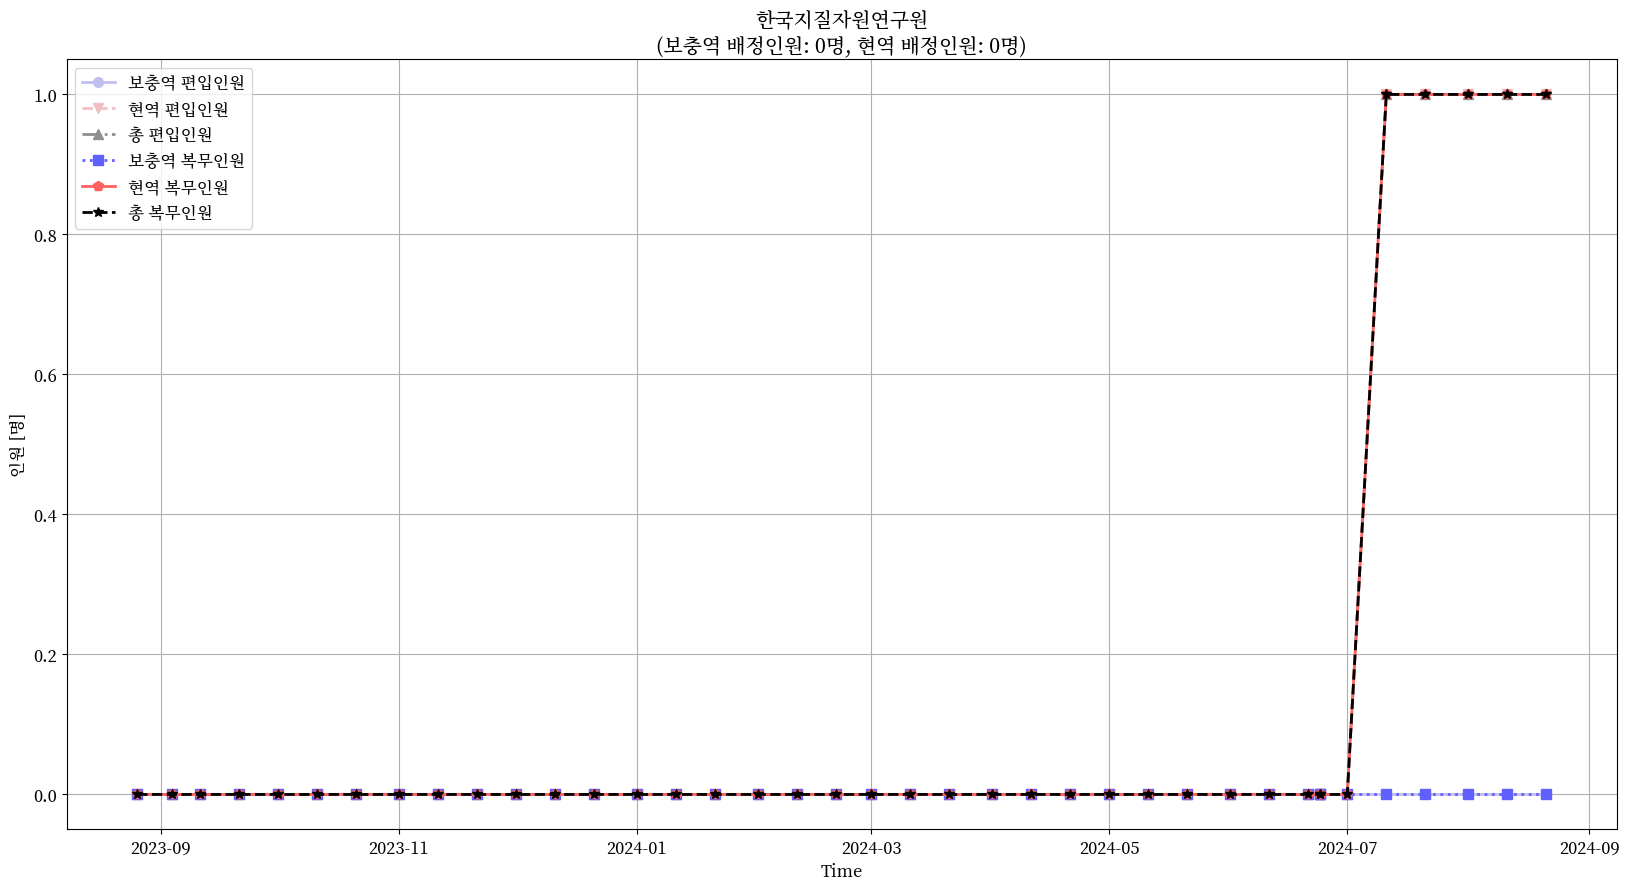 한국지질자원연구원
(보충역 배정인원: 0명, 현역 배정인원: 0명)
보충역 편입인원
현역 편입인원
총 편입인원
보충역 복무인원
현역 복무인원
총 복무인원
인원 [명]
1.0
0.8
0.6
0.4
0.2
0.0
2023-09
2023-11
2024-01
2024-03
2024-05
2024-07
2024-09
Time